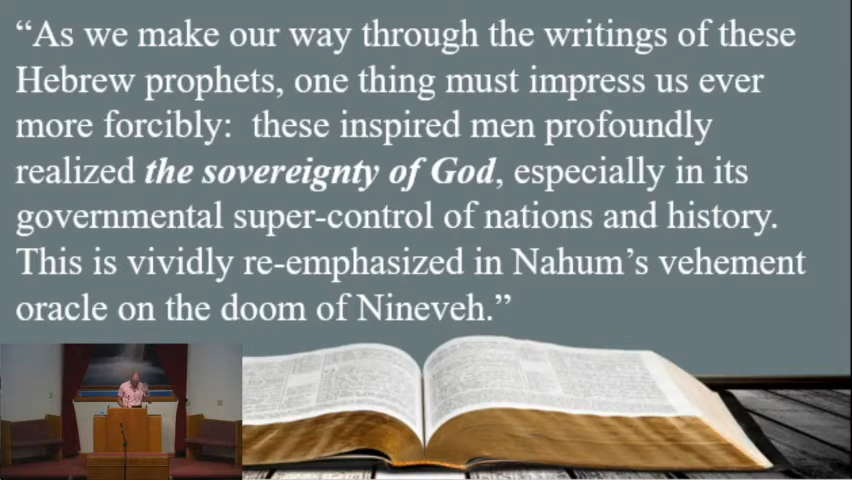 “As we make our way through the writings of these
Hebrew prophets, one thing must impress us ever
more forcibly:  these inspired men profoundly
realized the sovereignty of God, especially in its
governmental super-control of nations and history.
This is vividly re-emphasized in Nahum’s vehement
oracle on the doom of Nineveh.”